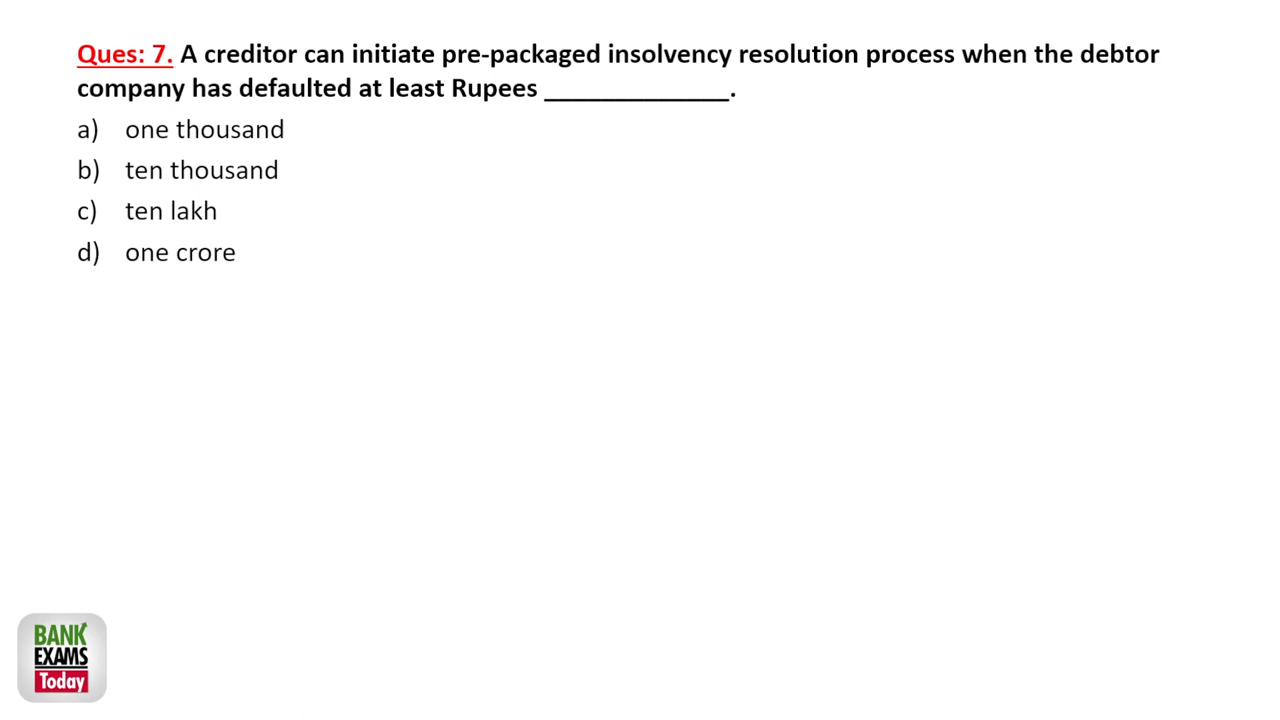 Ques: 7. A creditor can initiate pre-packaged insolvency resolution process when the debtor
company has defaulted at least Rupees _____________.
a) one thousand
b) ten thousand
c) ten lakh
d) one crore
BANK
EXAMS
Today